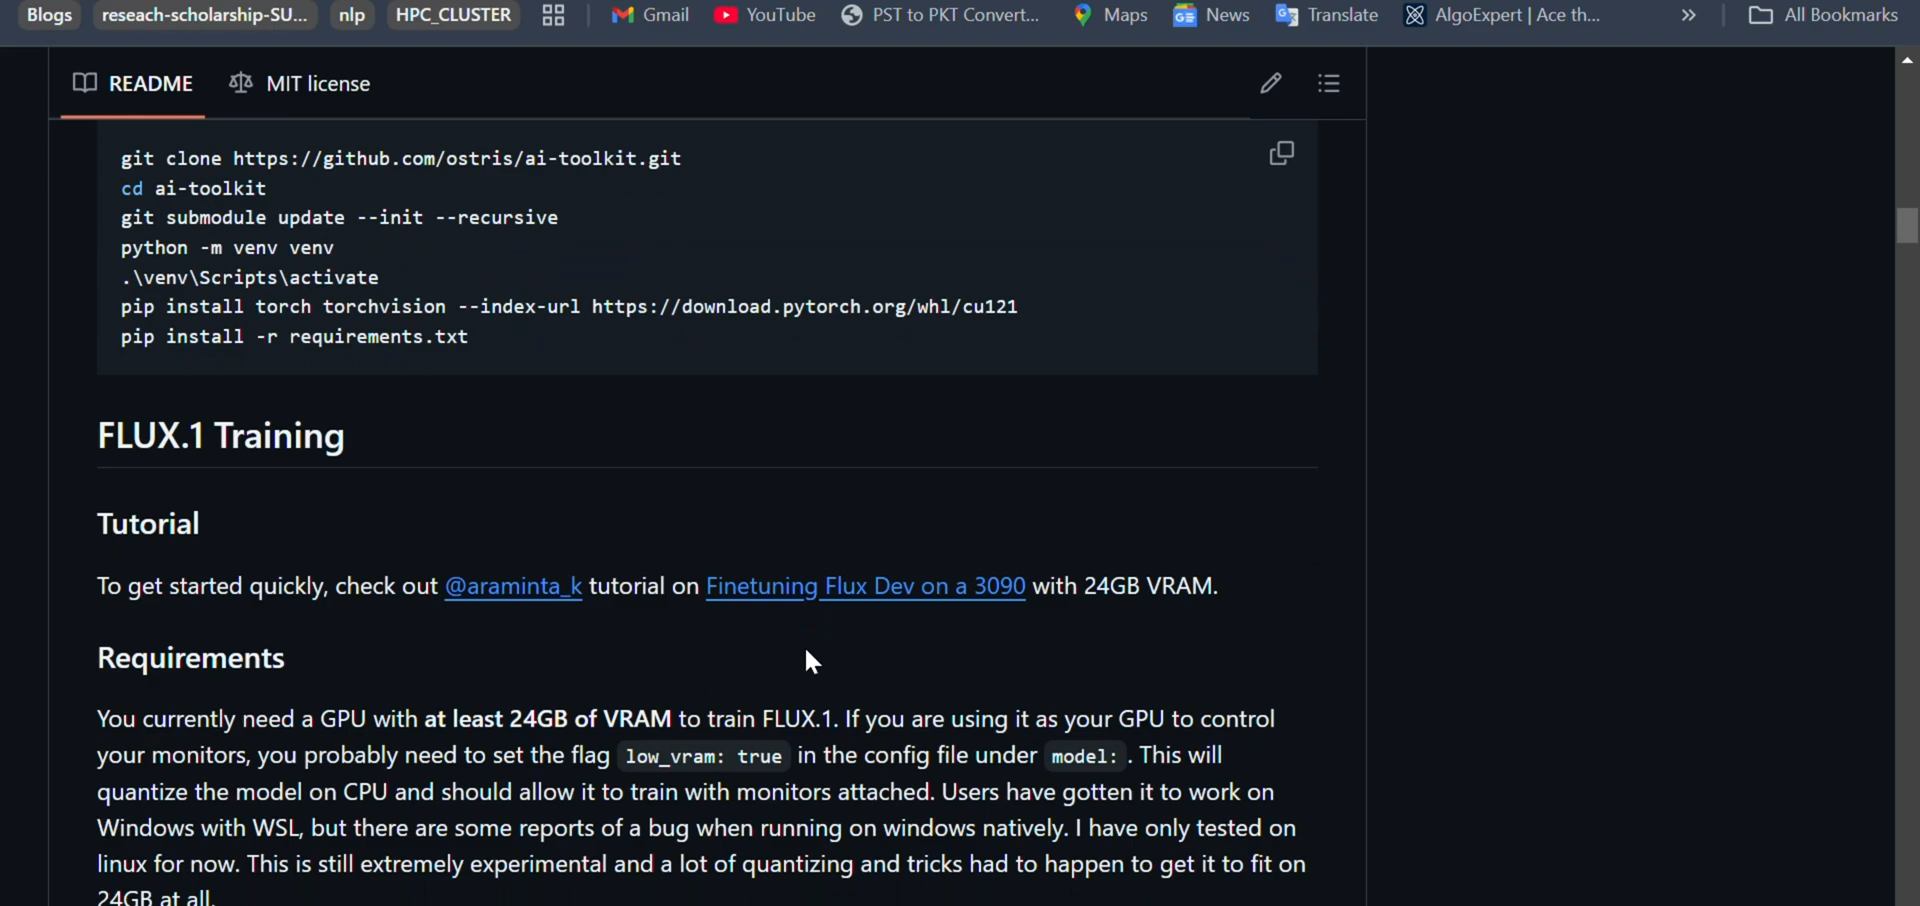 Blogs reseach-scholarship-SU... nlp HPC_CLUSTER Gmail YouTube PST to PKT Convert... Maps News Translate AlgoExpert | Ace th... » All Bookmarks
README MIT license
git clone https://github.com/ostris/ai-toolkit.git
cd ai-toolkit
git submodule update --init --recursive
python -m venv venv
.\venv\Scripts\activate
pip install torch torchvision --index-url https://download.pytorch.org/whl/cu121
pip install -r requirements.txt
FLUX.1 Training
Tutorial
To get started quickly, check out @araminta_k tutorial on Finetuning Flux Dev on a 3090 with 24GB VRAM.
Requirements
You currently need a GPU with at least 24GB of VRAM to train FLUX.1. If you are using it as your GPU to control
your monitors, you probably need to set the flag low_vram: true in the config file under model: . This will
quantize the model on CPU and should allow it to train with monitors attached. Users have gotten it to work on
Windows with WSL, but there are some reports of a bug when running on windows natively. I have only tested on
linux for now. This is still extremely experimental and a lot of quantizing and tricks had to happen to get it to fit on
24GB at all.